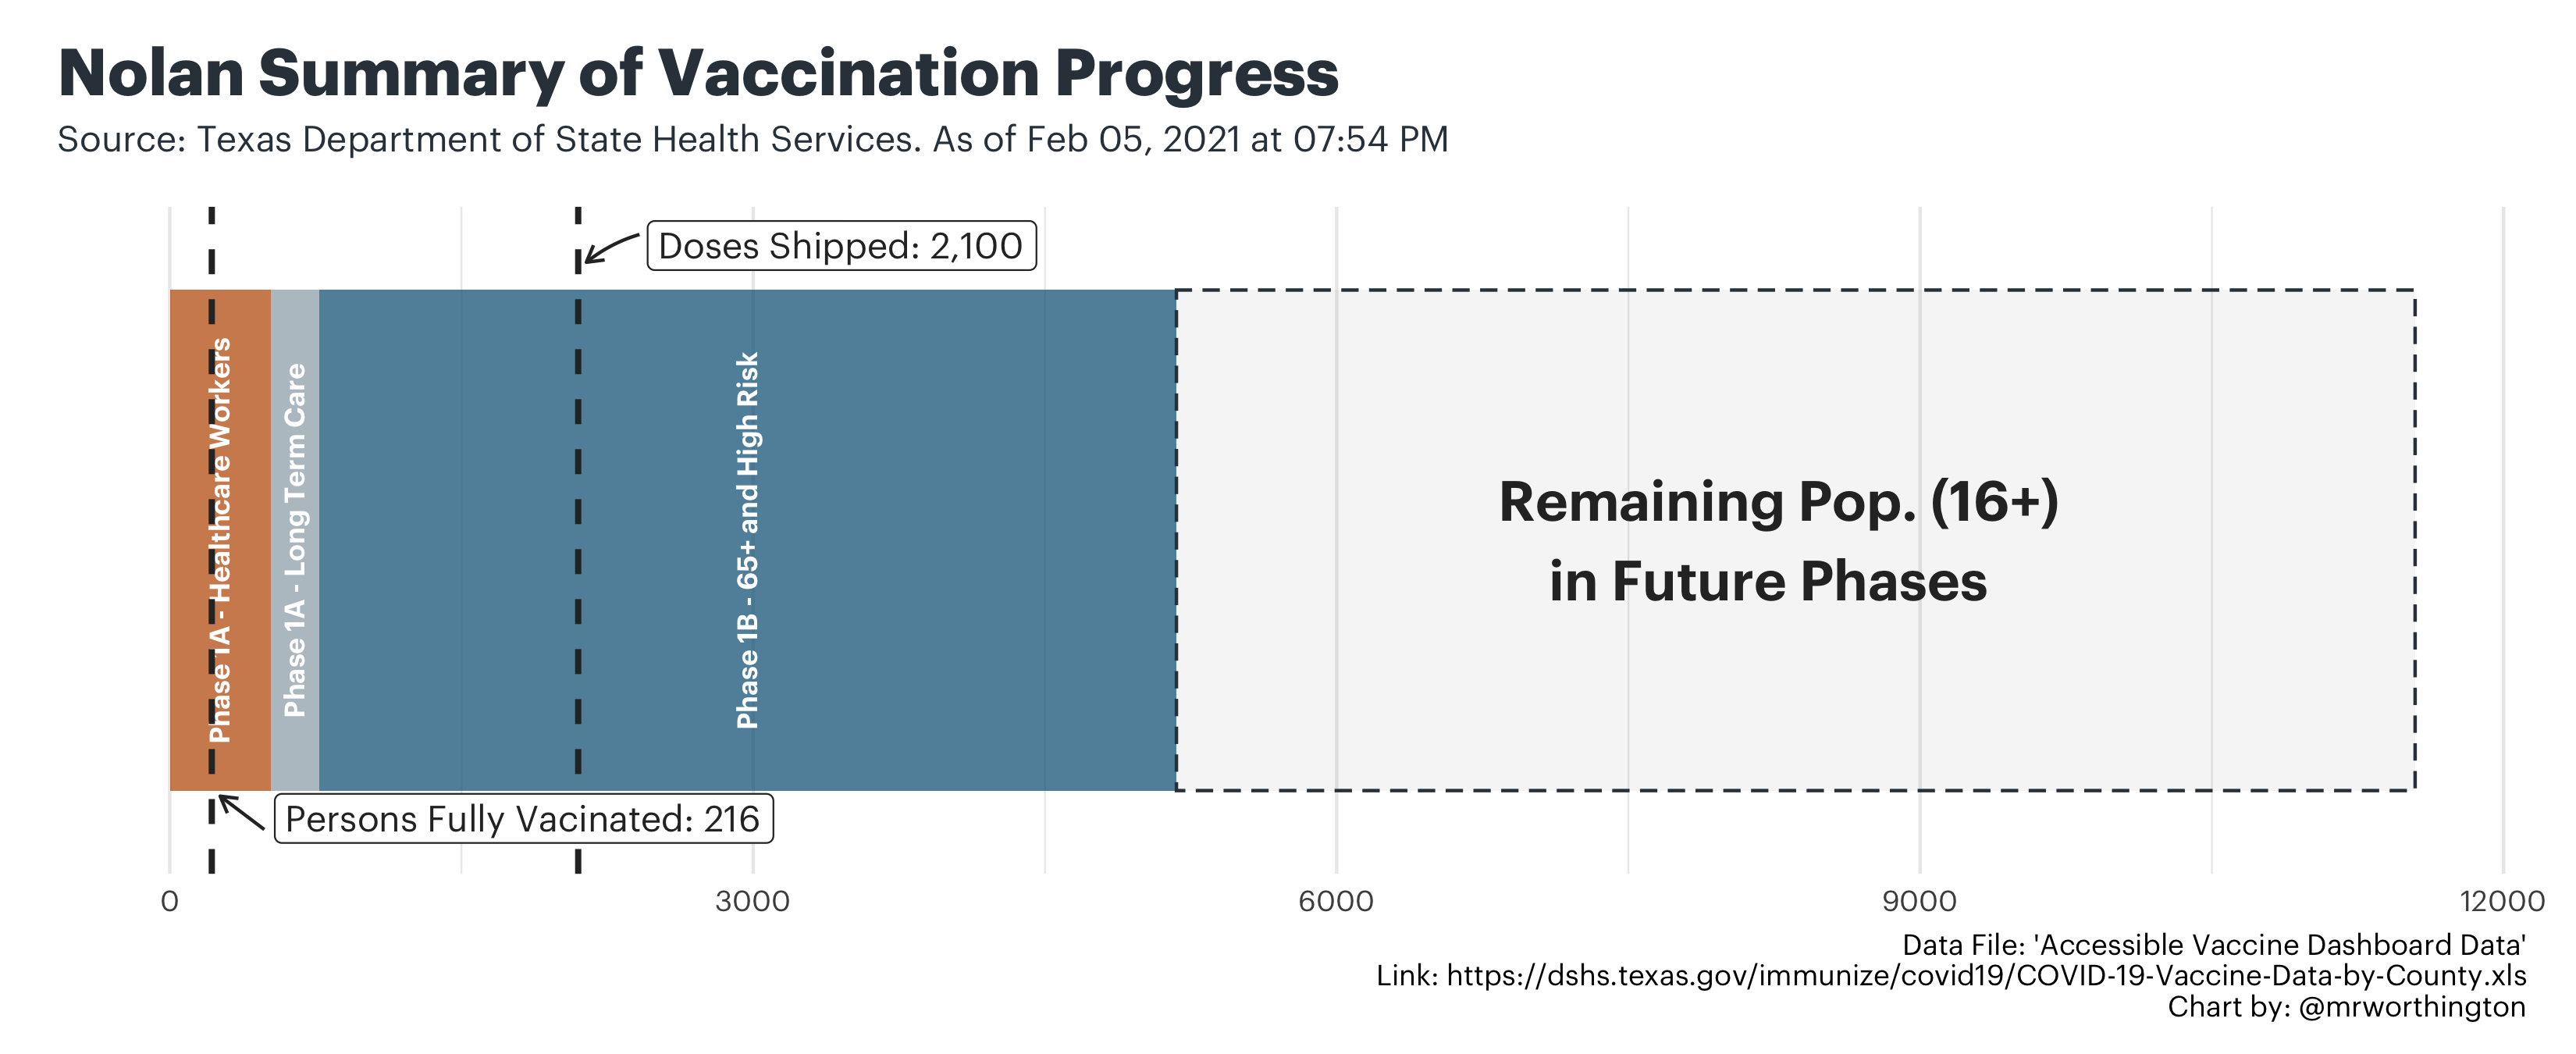 Nolan Summary of Vaccination Progress
Source: Texas Department of State Health Services. As of Feb 05, 2021 at 07:54 PM
Doses Shipped: 2,100
Phase 1A - Healthcare Workers
Phase 1A - Long Term Care
Phase 1B - 65+ and High Risk
Remaining Pop. (16+)
in Future Phases
Persons Fully Vacinated: 216
0
3000
6000
9000
12000
Data File: 'Accessible Vaccine Dashboard Data'
Link: https://dshs.texas.gov/immunize/covid19/COVID-19-Vaccine-Data-by-County.xls
Chart by: @mrworthington